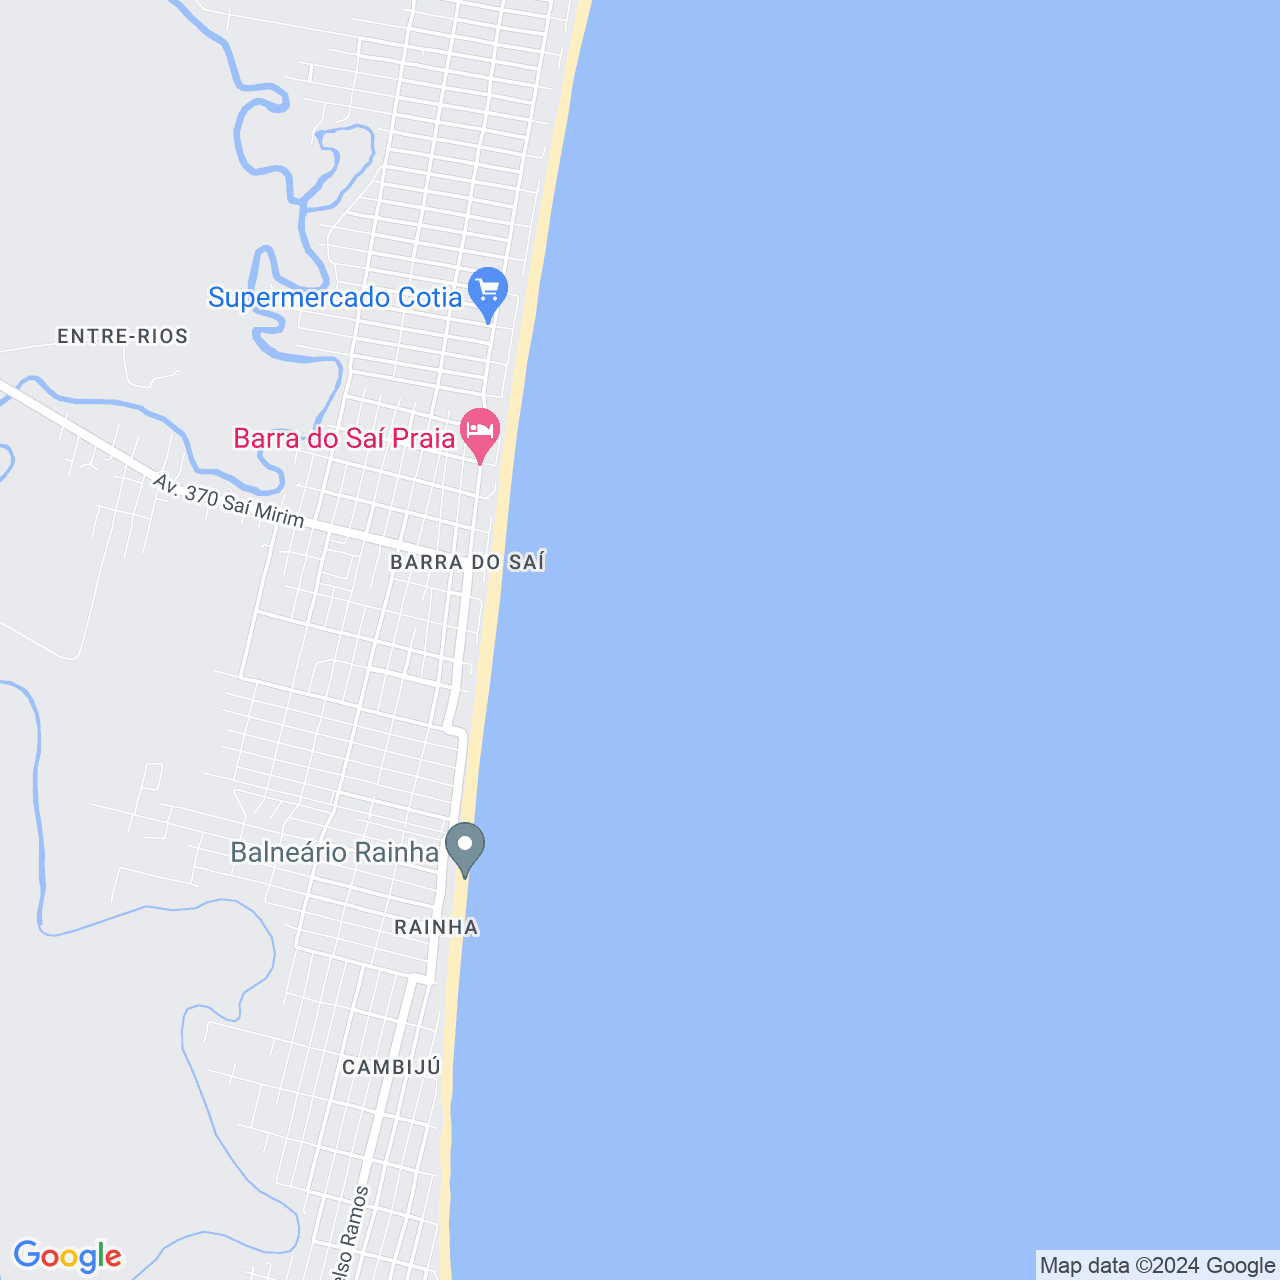 Supermercado Cotia
ENTRE-RIOS
Barra do Saí Praia
Av. 370 Saí Mirim
BARRA DO SAÍ
Balneário Rainha
RAINHA
CAMBIJÚ
elso Ramos
Google
Map data ©2024 Google